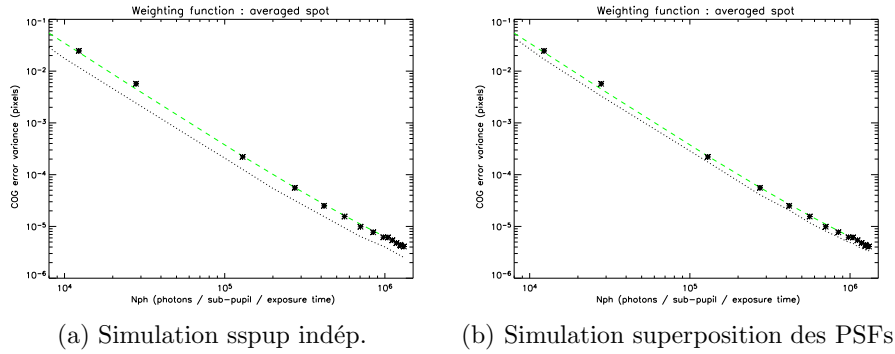 Weighting function : averaged spot
COG error variance (pixels)
10⁻¹
10⁻²
10⁻³
10⁻⁴
10⁻⁵
10⁻⁶
10⁴
10⁵
10⁶
Nph (photons / sub-pupil / exposure time)
(a) Simulation sspup indép.
Weighting function : averaged spot
COG error variance (pixels)
10⁻¹
10⁻²
10⁻³
10⁻⁴
10⁻⁵
10⁻⁶
10⁴
10⁵
10⁶
Nph (photons / sub-pupil / exposure time)
(b) Simulation superposition des PSFs